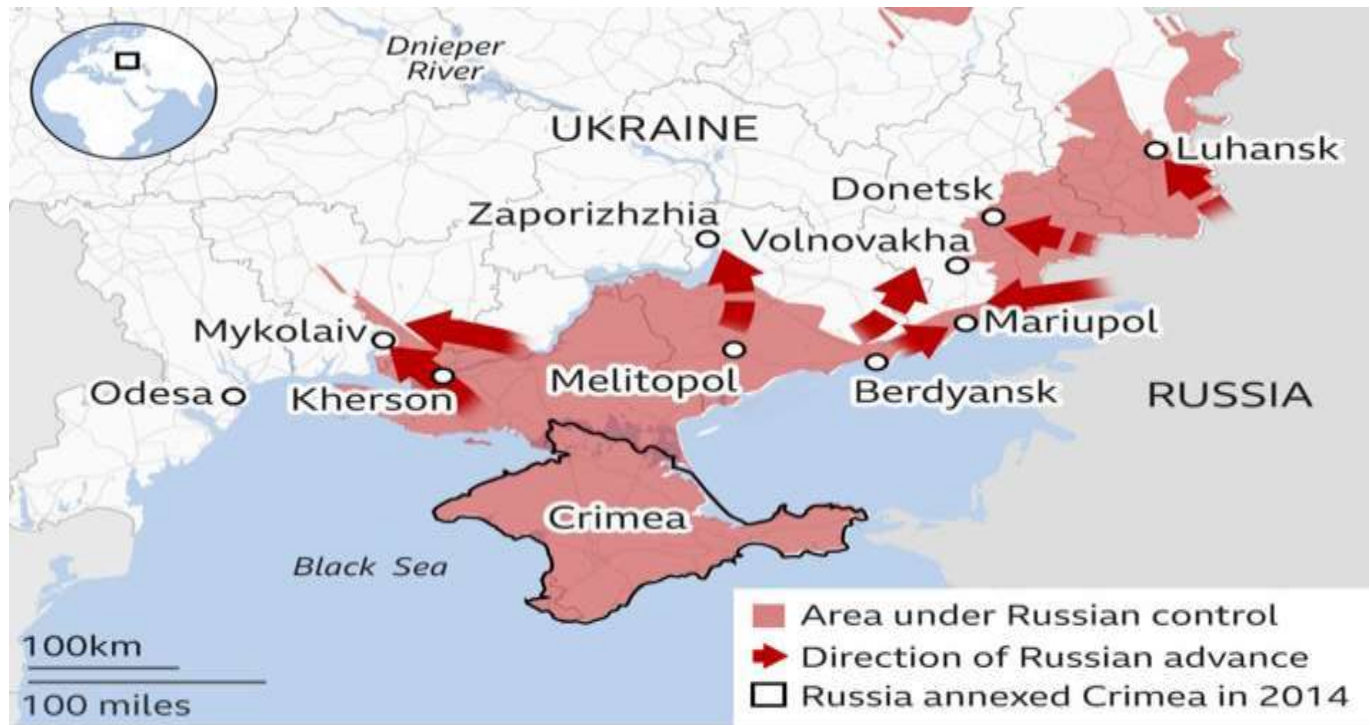 Dnieper
River
UKRAINE
Luhansk
Donetsk
Zaporizhzhia
Volnovakha
Mykolaiv
Mariupol
Odesa
Kherson
Melitopol
Berdyansk
RUSSIA
Crimea
Black Sea
100km
100 miles
Area under Russian control
Direction of Russian advance
Russia annexed Crimea in 2014